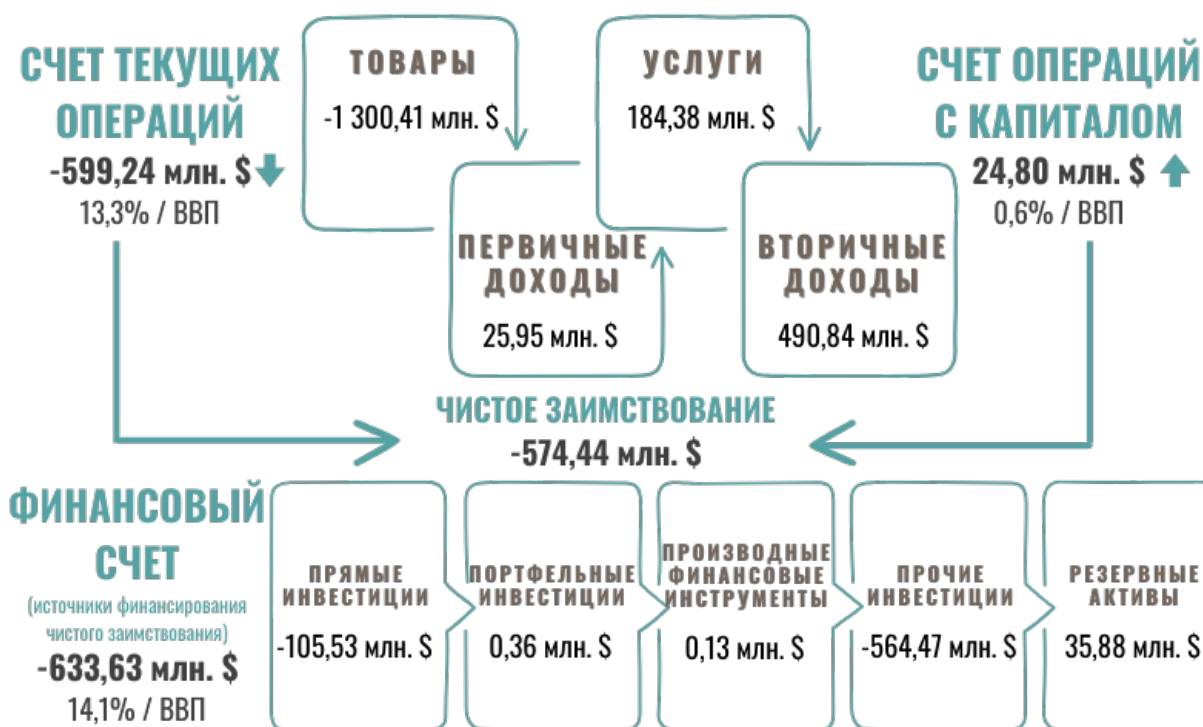 СЧЕТ ТЕКУЩИХ
ОПЕРАЦИЙ
-599,24 млн. $
13,3% / ВВП
ТОВАРЫ
-1 300,41 млн. $
УСЛУГИ
184,38 млн. $
СЧЕТ ОПЕРАЦИЙ
С КАПИТАЛОМ
24,80 млн. $
0,6% / ВВП
ПЕРВИЧНЫЕ
ДОХОДЫ
25,95 млн. $
ВТОРИЧНЫЕ
ДОХОДЫ
490,84 млн. $
ЧИСТОЕ ЗАИМСТВОВАНИЕ
-574,44 млн. $
ФИНАНСОВЫЙ
СЧЕТ
(источники финансирования
чистого заимствования)
-633,63 млн. $
14,1% / ВВП
ПРЯМЫЕ
ИНВЕСТИЦИИ
-105,53 млн. $
ПОРТФЕЛЬНЫЕ
ИНВЕСТИЦИИ
0,36 млн. $
ПРОИЗВОДНЫЕ
ФИНАНСОВЫЕ
ИНСТРУМЕНТЫ
0,13 млн. $
ПРОЧИЕ
ИНВЕСТИЦИИ
-564,47 млн. $
РЕЗЕРВНЫЕ
АКТИВЫ
35,88 млн. $